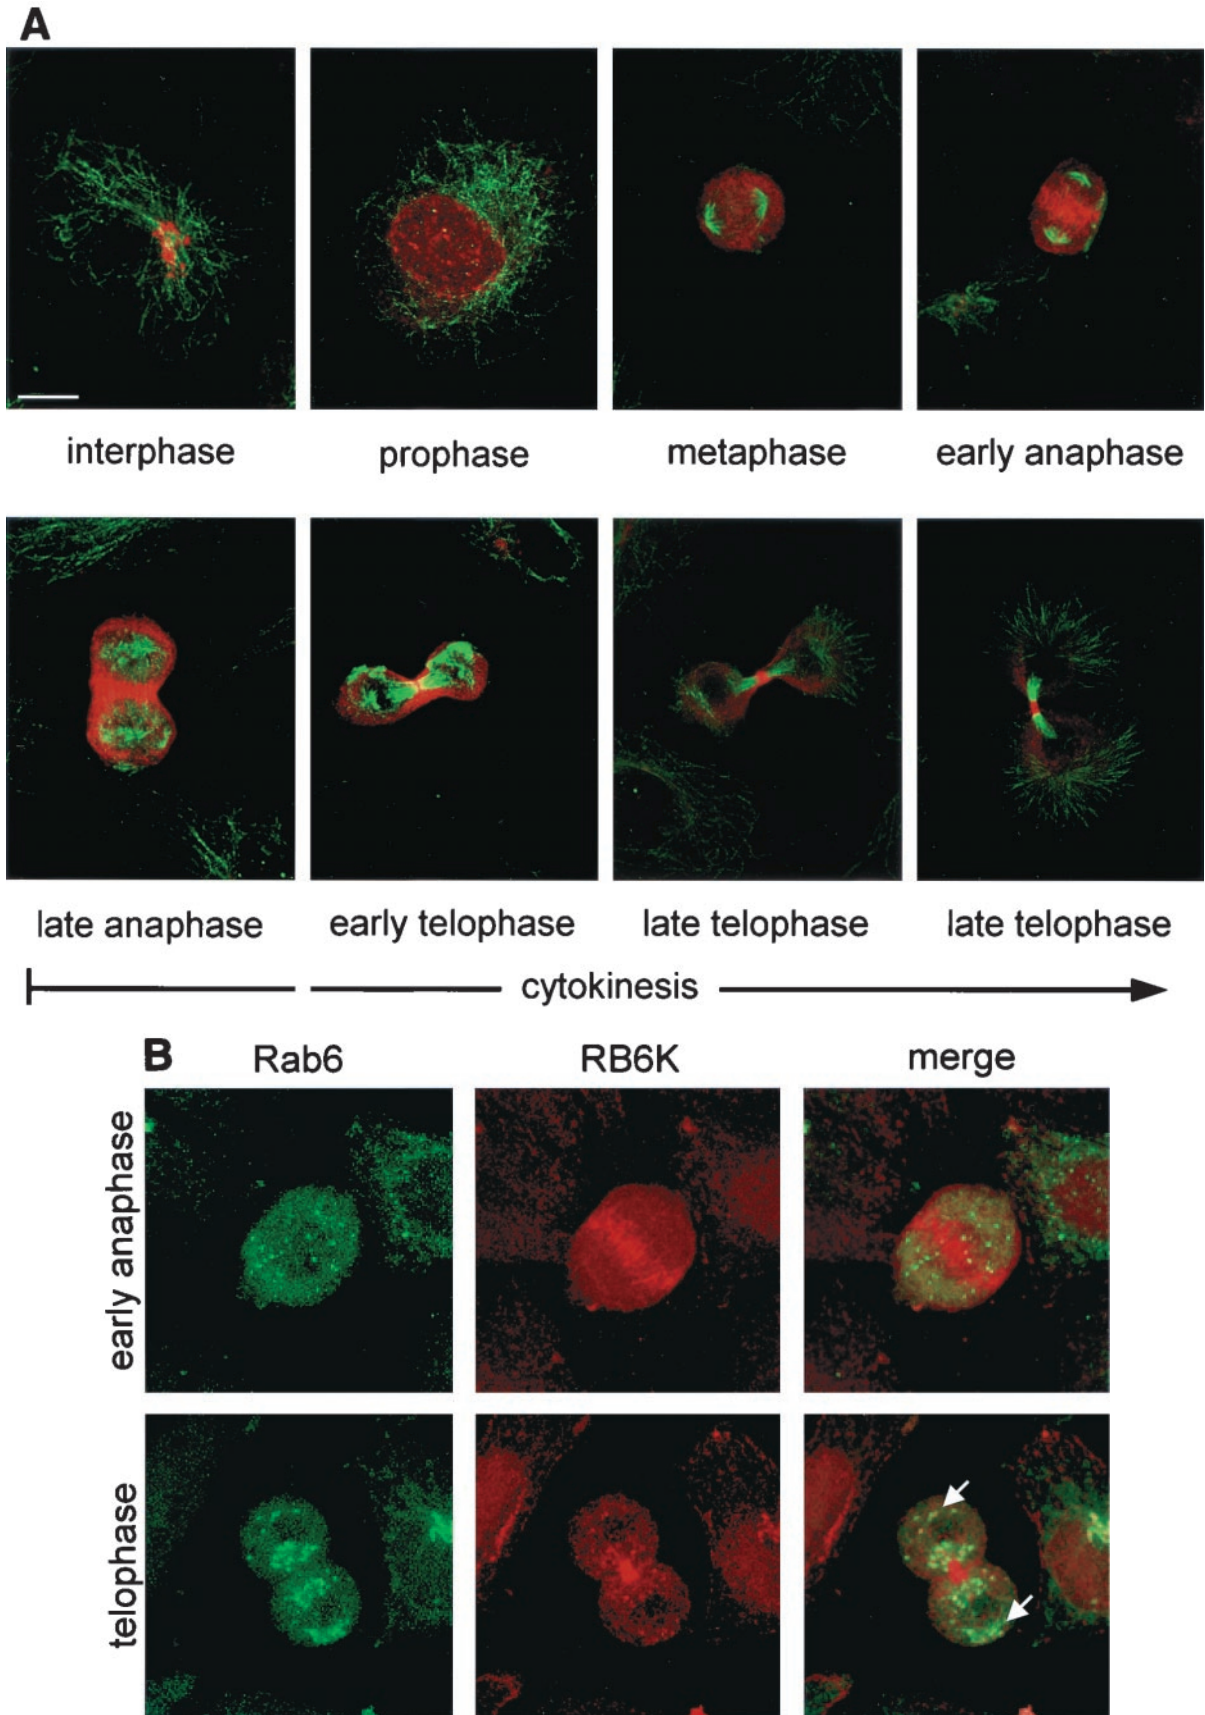 A
interphase prophase metaphase early anaphase
late anaphase early telophase late telophase late telophase
cytokinesis
B Rab6 RB6K merge
early anaphase
telophase